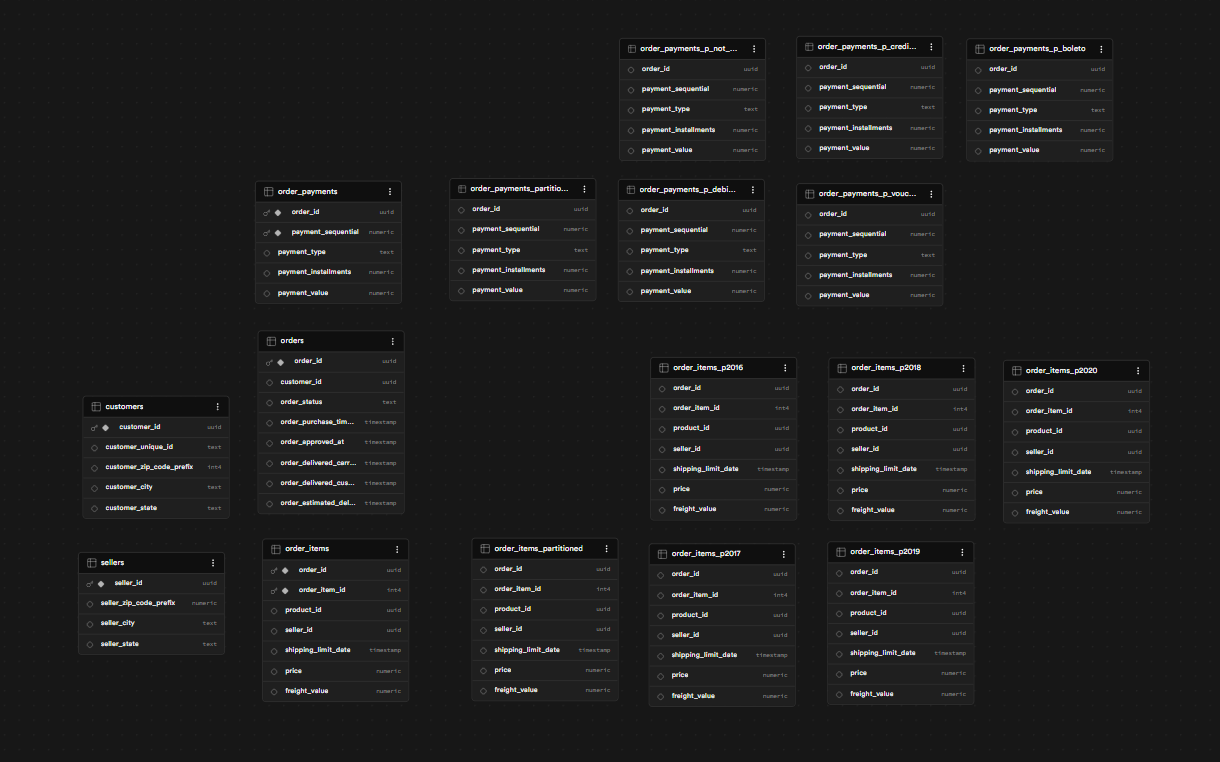 order_payments_p_not_...
order_id uuid
payment_sequential numeric
payment_type text
payment_installments numeric
payment_value numeric
order_payments_p_credi...
order_id uuid
payment_sequential numeric
payment_type text
payment_installments numeric
payment_value numeric
order_payments_p_boleto
order_id uuid
payment_sequential numeric
payment_type text
payment_installments numeric
payment_value numeric
order_payments
order_id uuid
payment_sequential numeric
payment_type text
payment_installments numeric
payment_value numeric
order_payments_partitio...
order_id uuid
payment_sequential numeric
payment_type text
payment_installments numeric
payment_value numeric
order_payments_p_debi...
order_id uuid
payment_sequential numeric
payment_type text
payment_installments numeric
payment_value numeric
order_payments_p_vouc...
order_id uuid
payment_sequential numeric
payment_type text
payment_installments numeric
payment_value numeric
orders
order_id uuid
customer_id uuid
order_status text
order_purchase_tim... timestamp
order_approved_at timestamp
order_delivered_carr... timestamp
order_delivered_cus... timestamp
order_estimated_del... timestamp
order_items_p2016
order_id uuid
order_item_id int4
product_id uuid
seller_id uuid
shipping_limit_date timestamp
price numeric
freight_value numeric
order_items_p2018
order_id uuid
order_item_id int4
product_id uuid
seller_id uuid
shipping_limit_date timestamp
price numeric
freight_value numeric
order_items_p2020
order_id uuid
order_item_id int4
product_id uuid
seller_id uuid
shipping_limit_date timestamp
price numeric
freight_value numeric
customers
customer_id uuid
customer_unique_id text
customer_zip_code_prefix int4
customer_city text
customer_state text
sellers
seller_id uuid
seller_zip_code_prefix numeric
seller_city text
seller_state text
order_items
order_id uuid
order_item_id int4
product_id uuid
seller_id uuid
shipping_limit_date timestamp
price numeric
freight_value numeric
order_items_partitioned
order_id uuid
order_item_id int4
product_id uuid
seller_id uuid
shipping_limit_date timestamp
price numeric
freight_value numeric
order_items_p2017
order_id uuid
order_item_id int4
product_id uuid
seller_id uuid
shipping_limit_date timestamp
price numeric
freight_value numeric
order_items_p2019
order_id uuid
order_item_id int4
product_id uuid
seller_id uuid
shipping_limit_date timestamp
price numeric
freight_value numeric